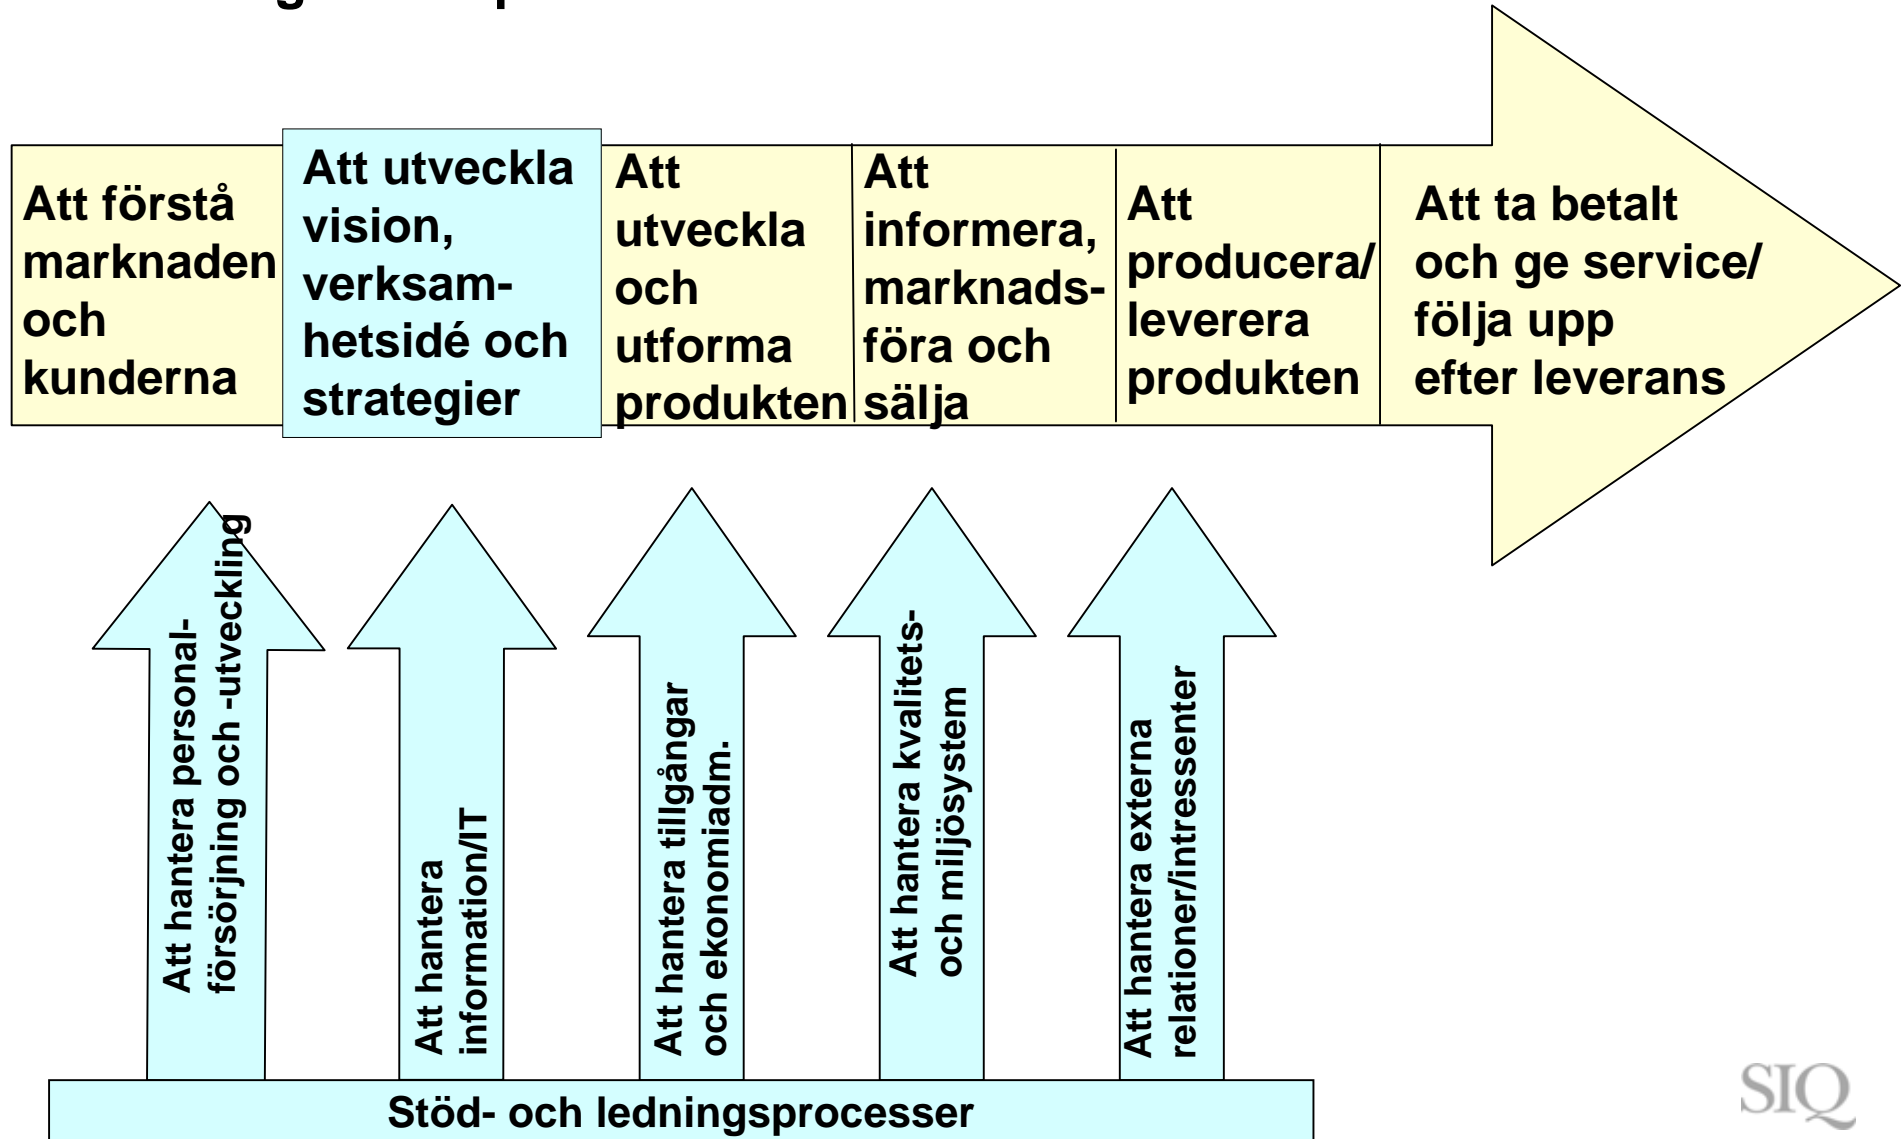 Att förstå
marknaden
och
kunderna
Att utveckla
vision,
verksam-
hetsidé och
strategier
Att
utveckla
och
utforma
produkten
Att
informera,
marknads-
föra och
sälja
Att
producera/
leverera
produkten
Att ta betalt
och ge service/
följa upp
efter leverans
Att hantera personal-
försörjning och -utveckling
Att hantera
information/IT
Att hantera tillgångar
och ekonomiadm.
Att hantera kvalitets-
och miljösystem
Att hantera externa
relationer/intressenter
Stöd- och ledningsprocesser
SIQ